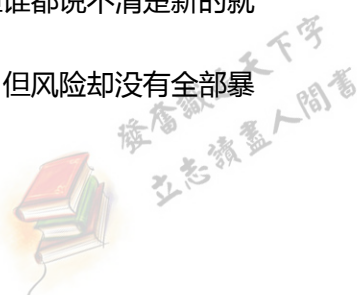 谁都说不清楚新的就
但风险却没有全部暴
發奮識遍天下字
立志讀盡人間書